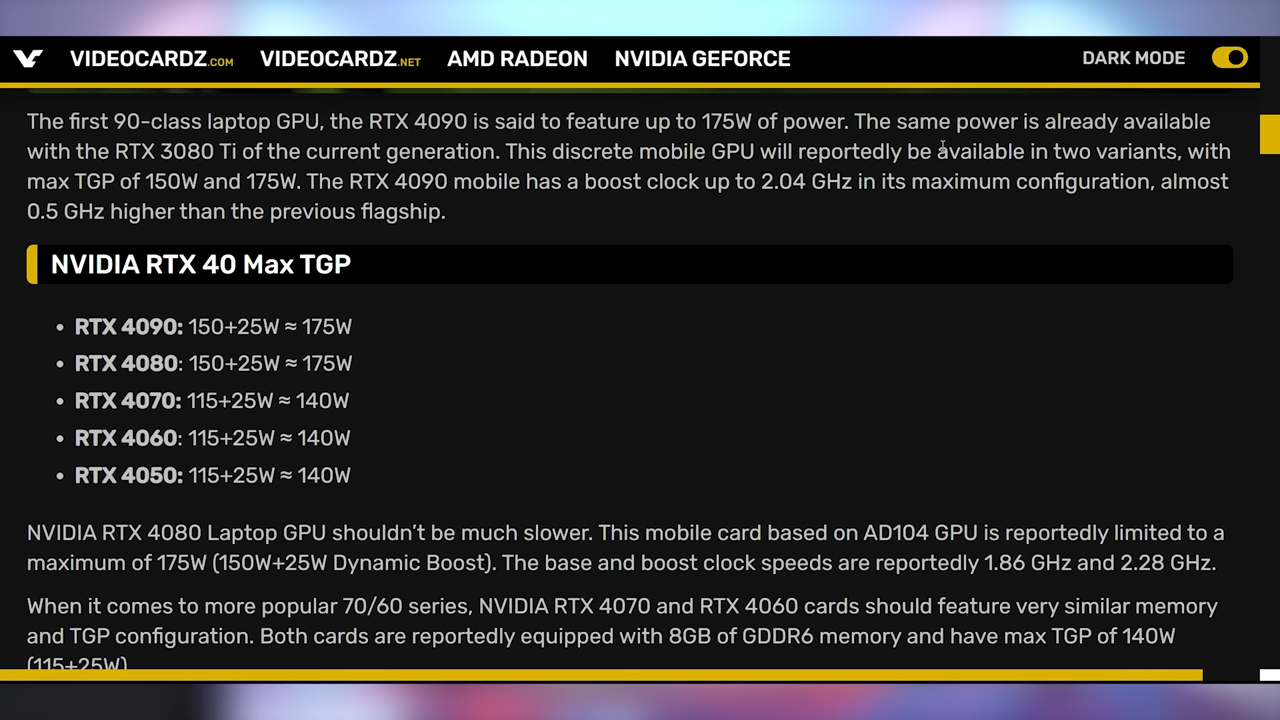 VIDEOCARDZ.COM VIDEOCARDZ.NET AMD RADEON NVIDIA GEFORCE DARK MODE
The first 90-class laptop GPU, the RTX 4090 is said to feature up to 175W of power. The same power is already available
with the RTX 3080 Ti of the current generation. This discrete mobile GPU will reportedly be available in two variants, with
max TGP of 150W and 175W. The RTX 4090 mobile has a boost clock up to 2.04 GHz in its maximum configuration, almost
0.5 GHz higher than the previous flagship.
NVIDIA RTX 40 Max TGP
• RTX 4090: 150+25W ≈ 175W
• RTX 4080: 150+25W ≈ 175W
• RTX 4070: 115+25W ≈ 140W
• RTX 4060: 115+25W ≈ 140W
• RTX 4050: 115+25W ≈ 140W
NVIDIA RTX 4080 Laptop GPU shouldn't be much slower. This mobile card based on AD104 GPU is reportedly limited to a
maximum of 175W (150W+25W Dynamic Boost). The base and boost clock speeds are reportedly 1.86 GHz and 2.28 GHz.
When it comes to more popular 70/60 series, NVIDIA RTX 4070 and RTX 4060 cards should feature very similar memory
and TGP configuration. Both cards are reportedly equipped with 8GB of GDDR6 memory and have max TGP of 140W
(115+25W)